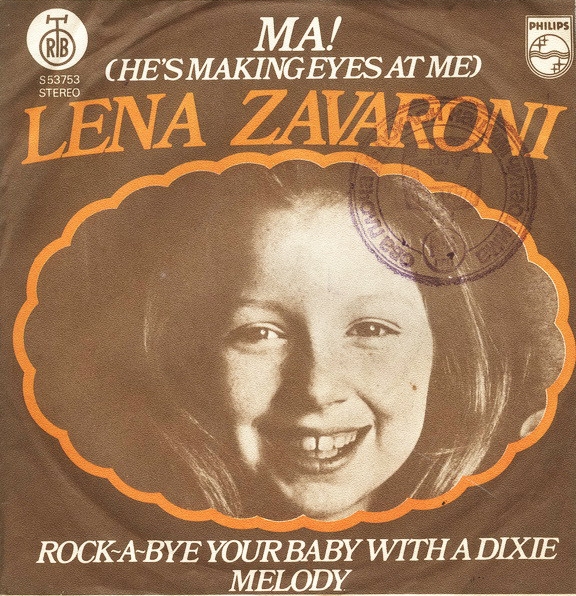 RTB
S 53753
STEREO
MA!
(HE'S MAKING EYES AT ME)
PHILIPS
LENA ZAVARONI
ROCK-A-BYE YOUR BABY WITH A DIXIE
MELODY